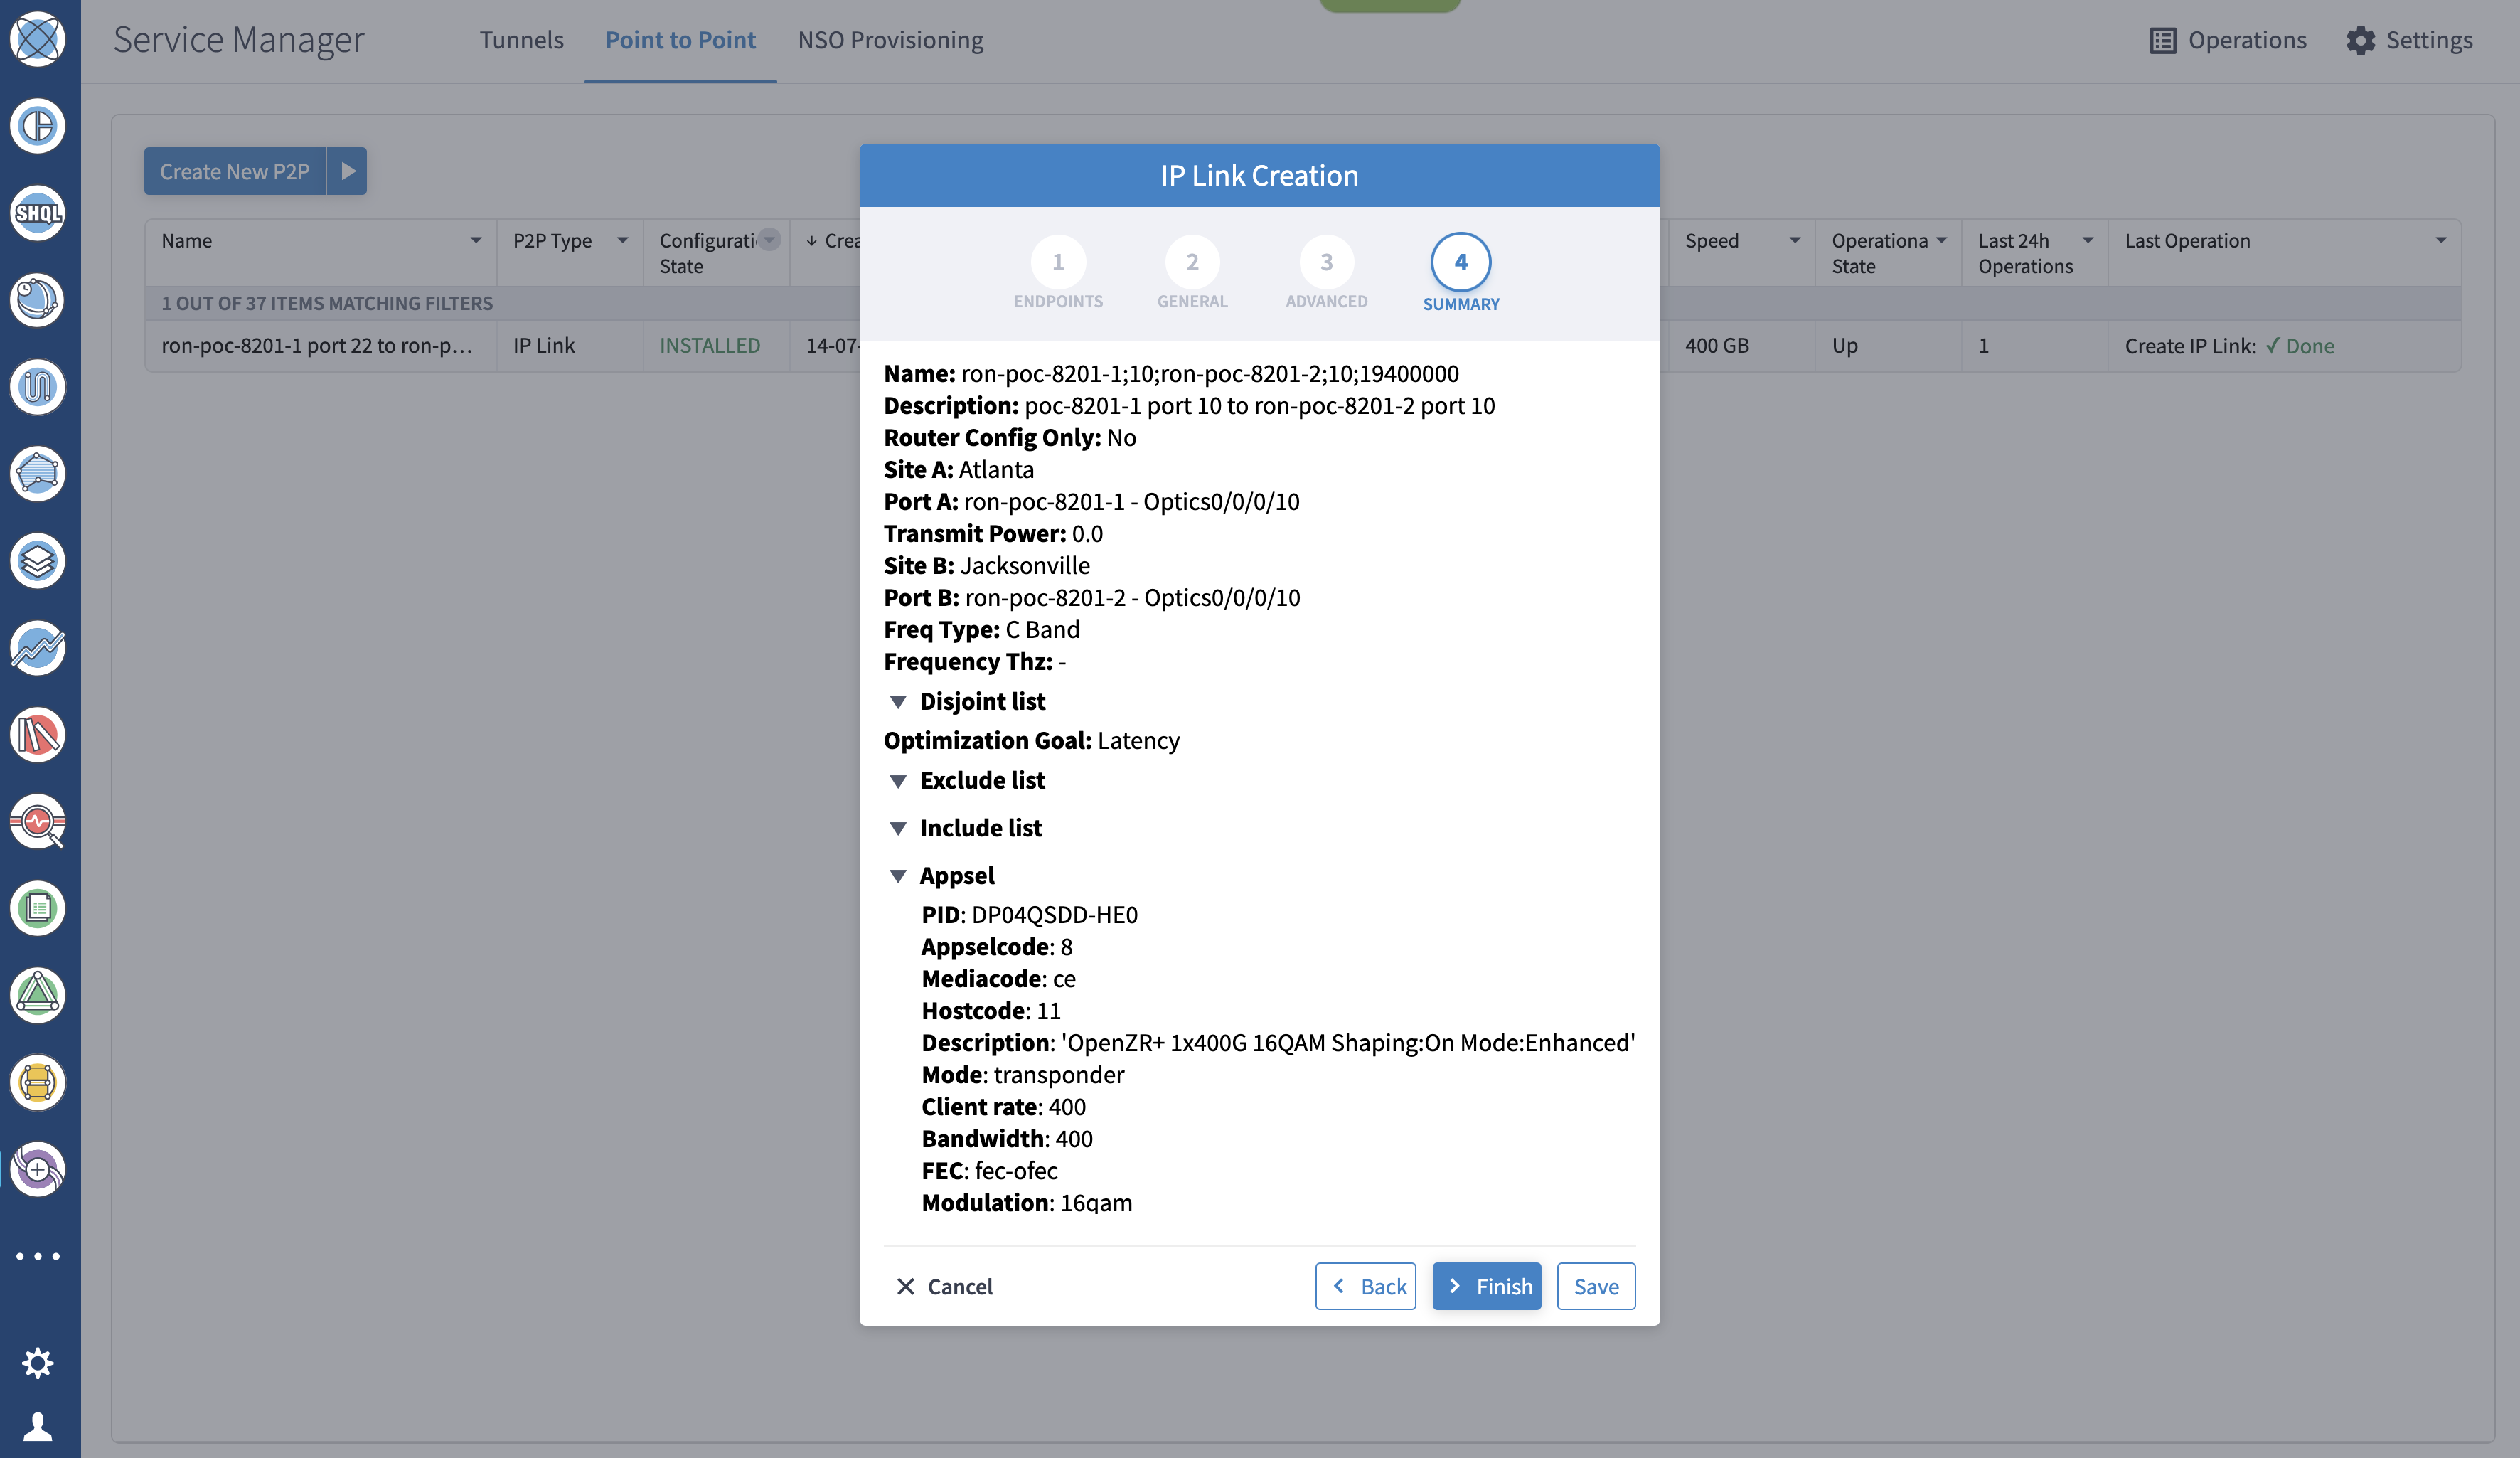 Service Manager
Tunnels
Point to Point
NSO Provisioning
Operations
Settings
SHQL
Create New P2P
Name
P2P Type
Configurati
State
Crea
Speed
Operationa
State
Last 24h
Operations
Last Operation
1 OUT OF 37 ITEMS MATCHING FILTERS
ron-poc-8201-1 port 22 to ron-p...
IP Link
INSTALLED
14-07-
400 GB
Up
1
Create IP Link: ✓ Done
IP Link Creation
1
2
3
4
ENDPOINTS
GENERAL
ADVANCED
SUMMARY
Name: ron-poc-8201-1;10;ron-poc-8201-2;10;19400000
Description: poc-8201-1 port 10 to ron-poc-8201-2 port 10
Router Config Only: No
Site A: Atlanta
Port A: ron-poc-8201-1 - Optics0/0/0/10
Transmit Power: 0.0
Site B: Jacksonville
Port B: ron-poc-8201-2 - Optics0/0/0/10
Freq Type: C Band
Frequency Thz: -
Disjoint list
Optimization Goal: Latency
Exclude list
Include list
Appsel
PID: DP04QSDD-HE0
Appselcode: 8
Mediacode: ce
Hostcode: 11
Description: 'OpenZR+ 1x400G 16QAM Shaping:On Mode:Enhanced'
Mode: transponder
Client rate: 400
Bandwidth: 400
FEC: fec-ofec
Modulation: 16qam
Cancel
Back
Finish
Save